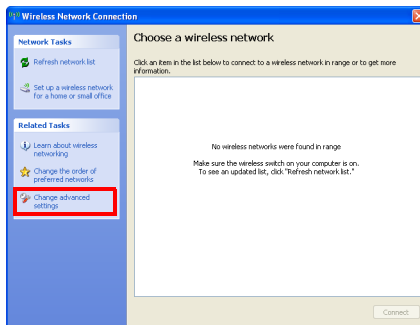 Wireless Network Connection
Network Tasks
Refresh network list
Set up a wireless network
for a home or small office
Related Tasks
Learn about wireless
networking
Change the order of
preferred networks
Change advanced
settings
Choose a wireless network
Click an item in the list below to connect to a wireless network in range or to get more
information.
No wireless networks were found in range
Make sure the wireless switch on your computer is on.
To see an updated list, click "Refresh network list."
Connect